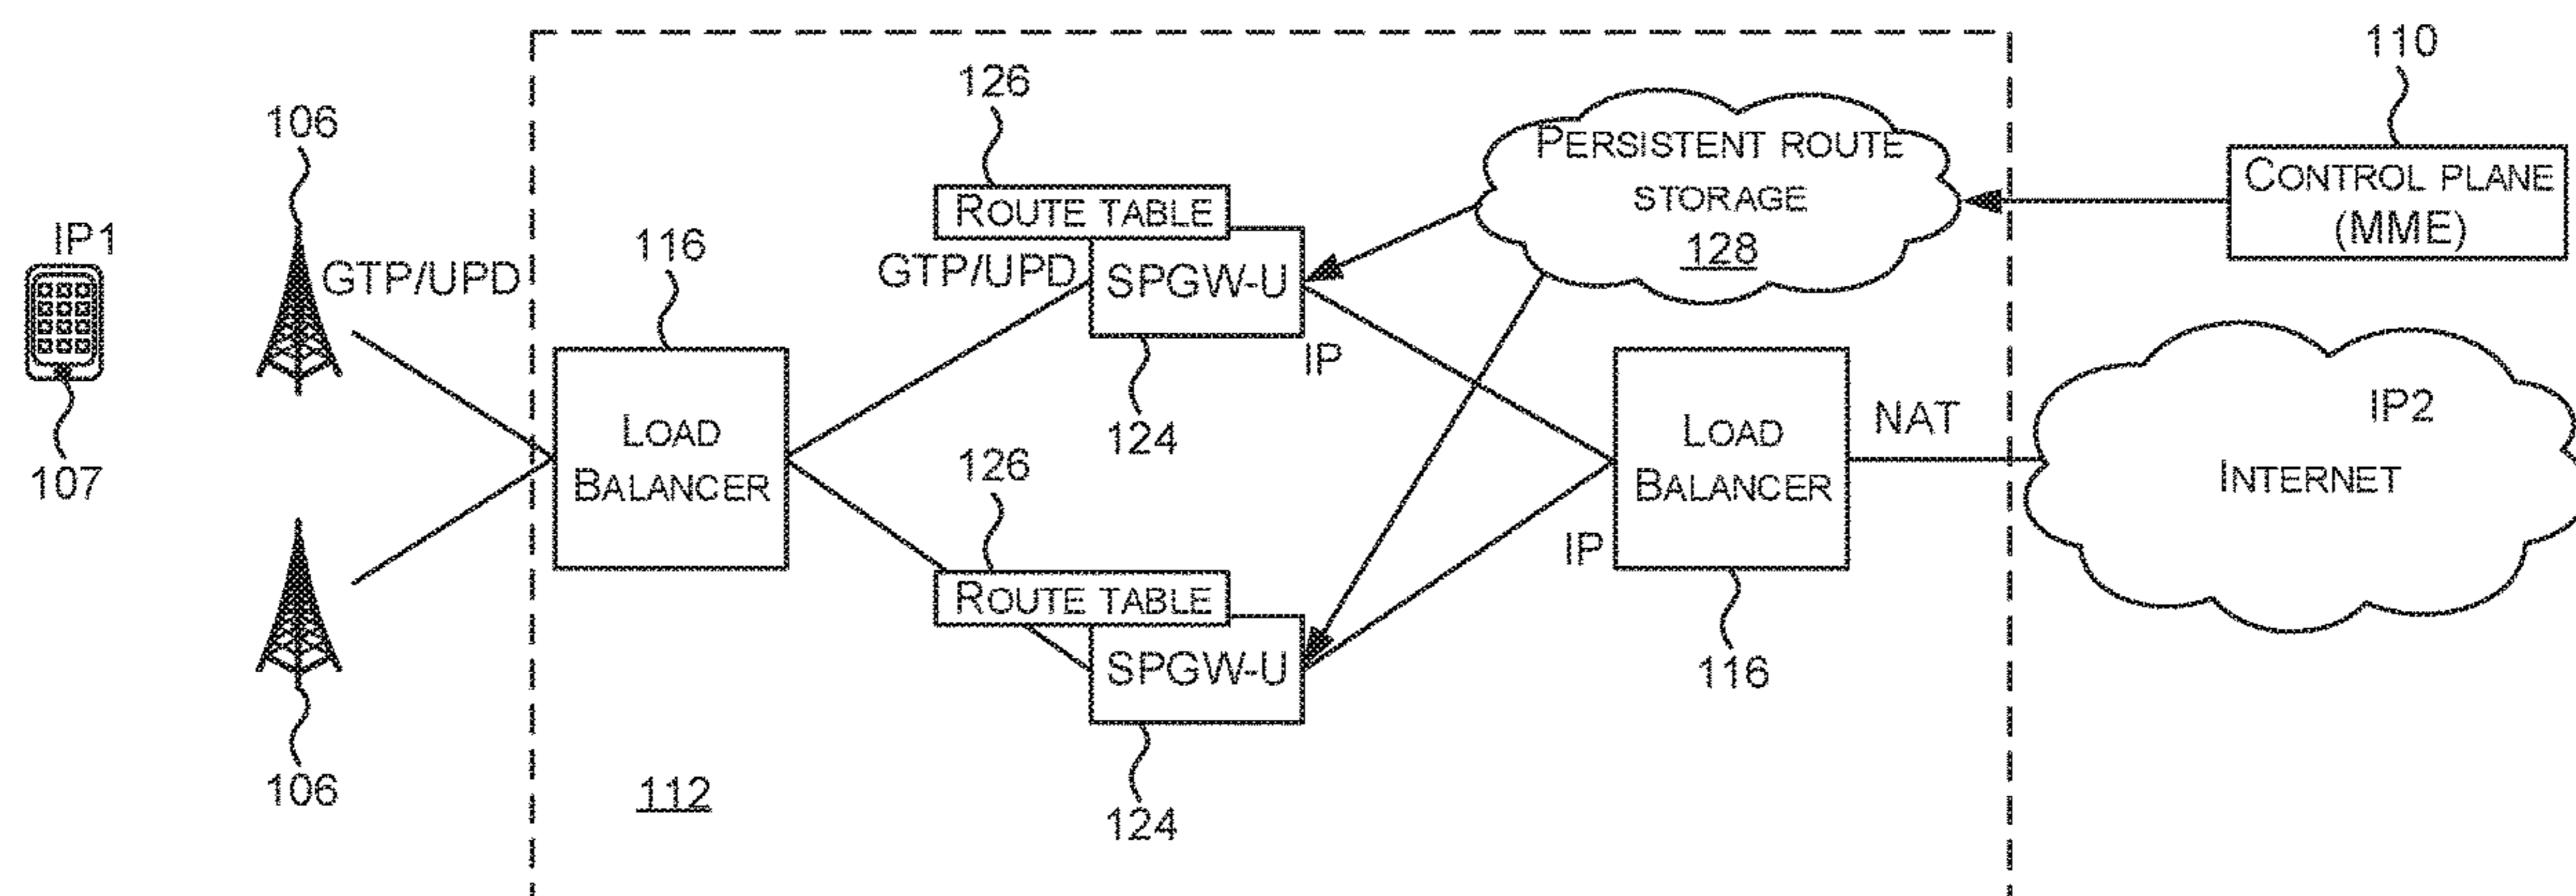 110
126
106
PERSISTENT ROUTE
STORAGE
128
CONTROL PLANE
(MME)
ROUTE TABLE
IP1
116
GTP/UPD
GTP/UPD
SPGW-U
IP
IP2
LOAD
BALANCER
124
LOAD
BALANCER
NAT
INTERNET
107
126
IP
ROUTE TABLE
SPGW-U
116
106
112
124